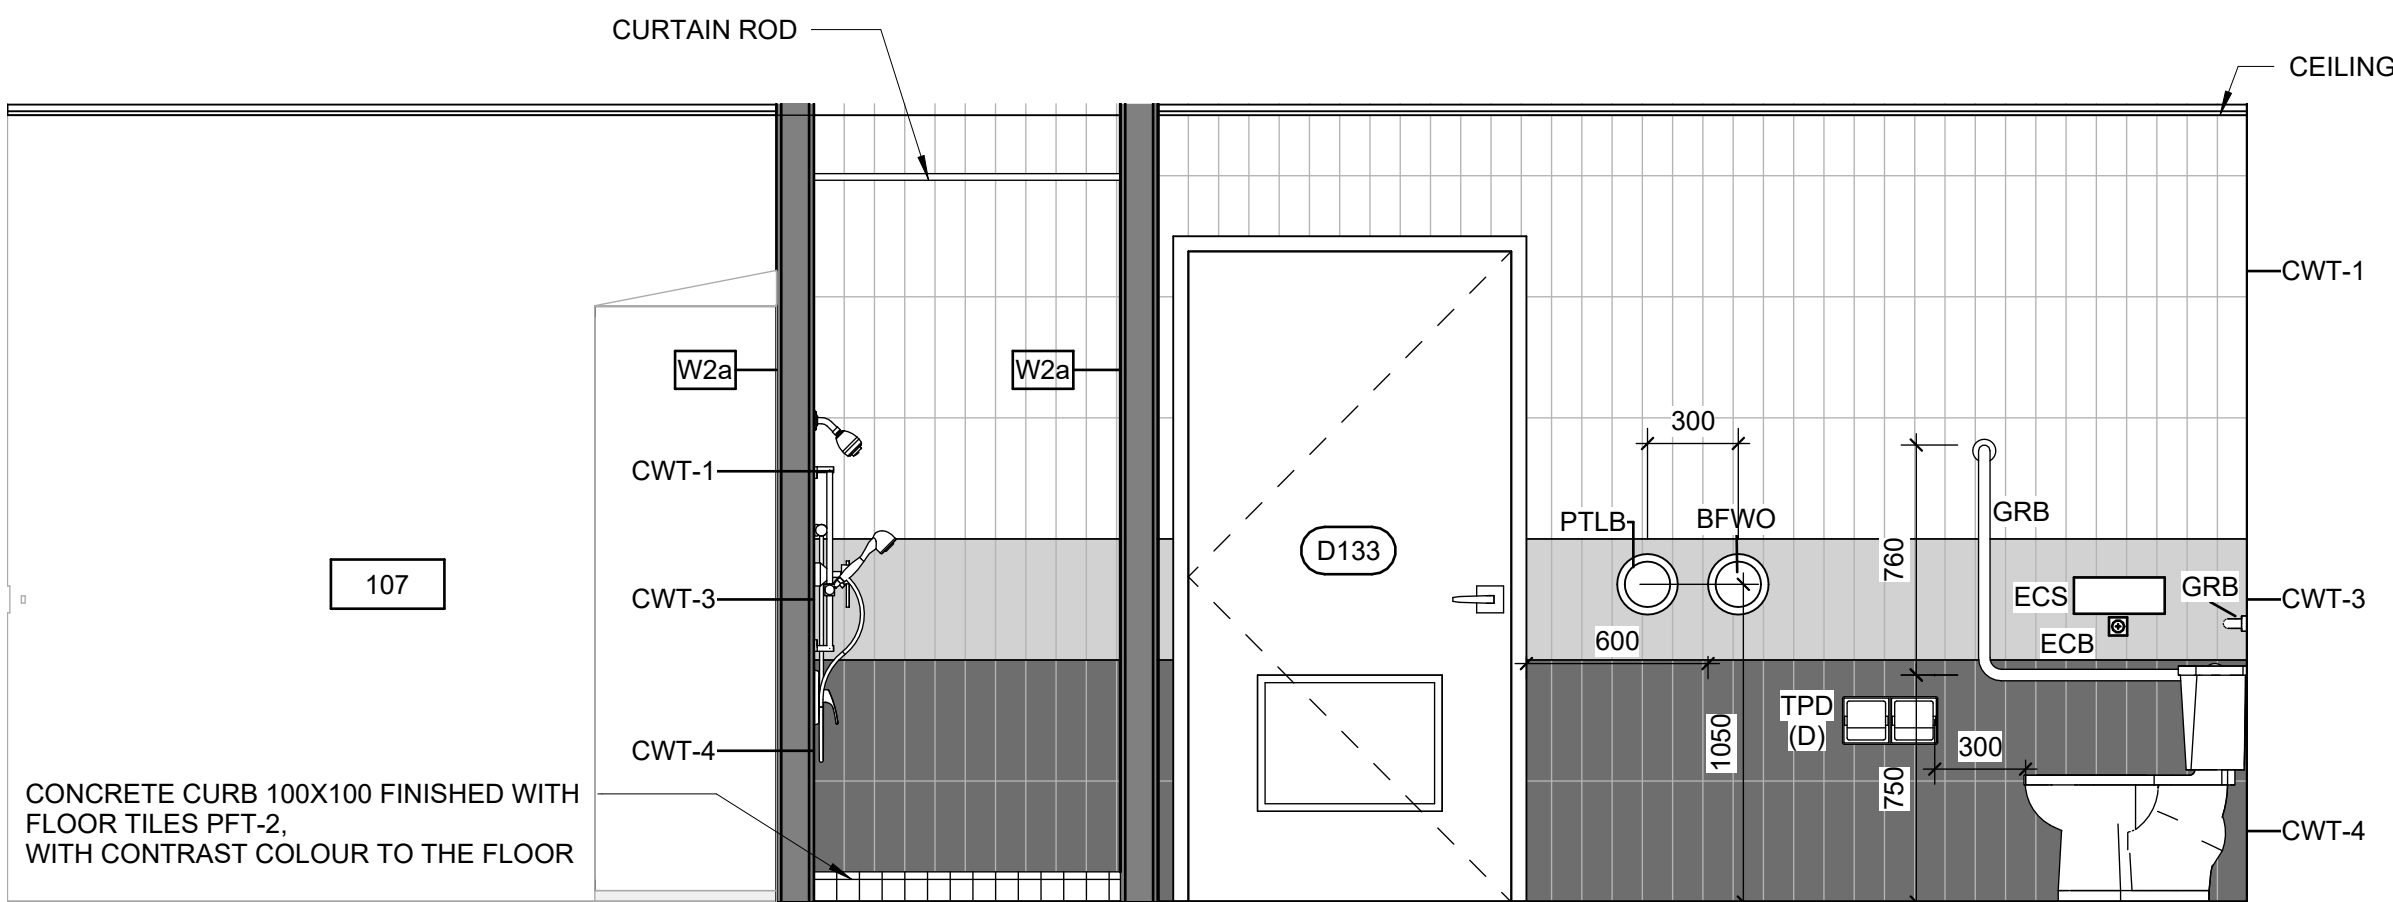 CURTAIN ROD
CEILING
CWT-1
W2a
W2a
300
CWT-1
PTLB
BFWO
GRB
D133
760
107
CWT-3
ECS
GRB
CWT-3
600
ECB
TPD
(D)
1050
300
CWT-4
750
CONCRETE CURB 100X100 FINISHED WITH
FLOOR TILES PFT-2,
WITH CONTRAST COLOUR TO THE FLOOR
CWT-4